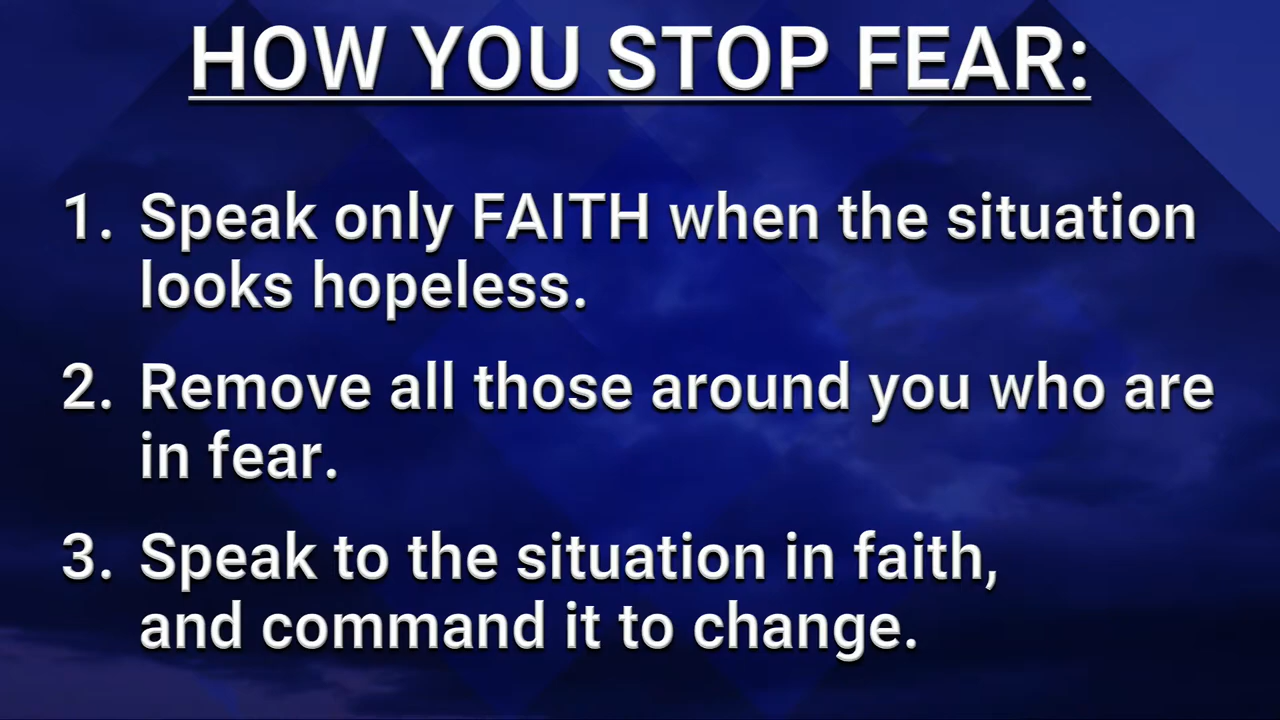 HOW YOU STOP FEAR:
1. Speak only FAITH when the situation
looks hopeless.
2. Remove all those around you who are
in fear.
3. Speak to the situation in faith,
and command it to change.